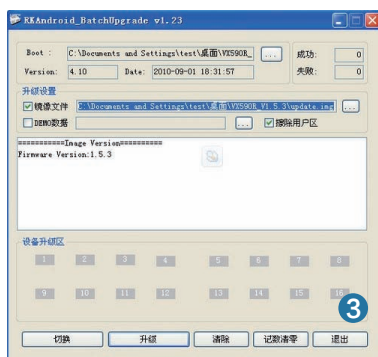 RKAndroid_BatchUpgrade v1.23
Boot : C:\Documents and Settings\test\桌面\VX590R_ ... 成功: 0
Version: 4.10 Date: 2010-09-01 18:31:57 失败: 0
升级设置
镜像文件 C:\Documents and Settings\test\桌面\VX590R_V1.5.3\update.img ...
DEMO数据 ... 擦除用户区
==========Image Version==========
Firmware Version:1.5.3
设备升级区
1 2 3 4 5 6 7 8
9 10 11 12 13 14 15 16
3
切换 升级 清除 记数清零 退出